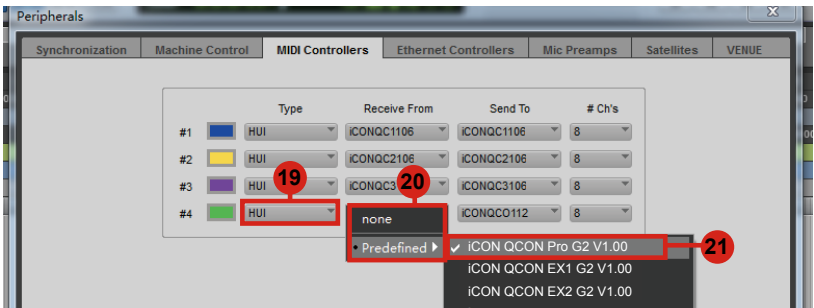 Peripherals
Synchronization Machine Control MIDI Controllers Ethernet Controllers Mic Preamps Satellites VENUE
Type Receive From Send To # Ch's
#1 HUI iCONQC1106 iCONQC1106 8
#2 HUI iCONQC2106 iCONQC2106 8
#3 HUI iCONQC3 iCONQC3106 8
19 20
#4 HUI iCONQCO112 8
none
• Predefined ✓ iCON QCON Pro G2 V1.00 21
iCON QCON EX1 G2 V1.00
iCON QCON EX2 G2 V1.00